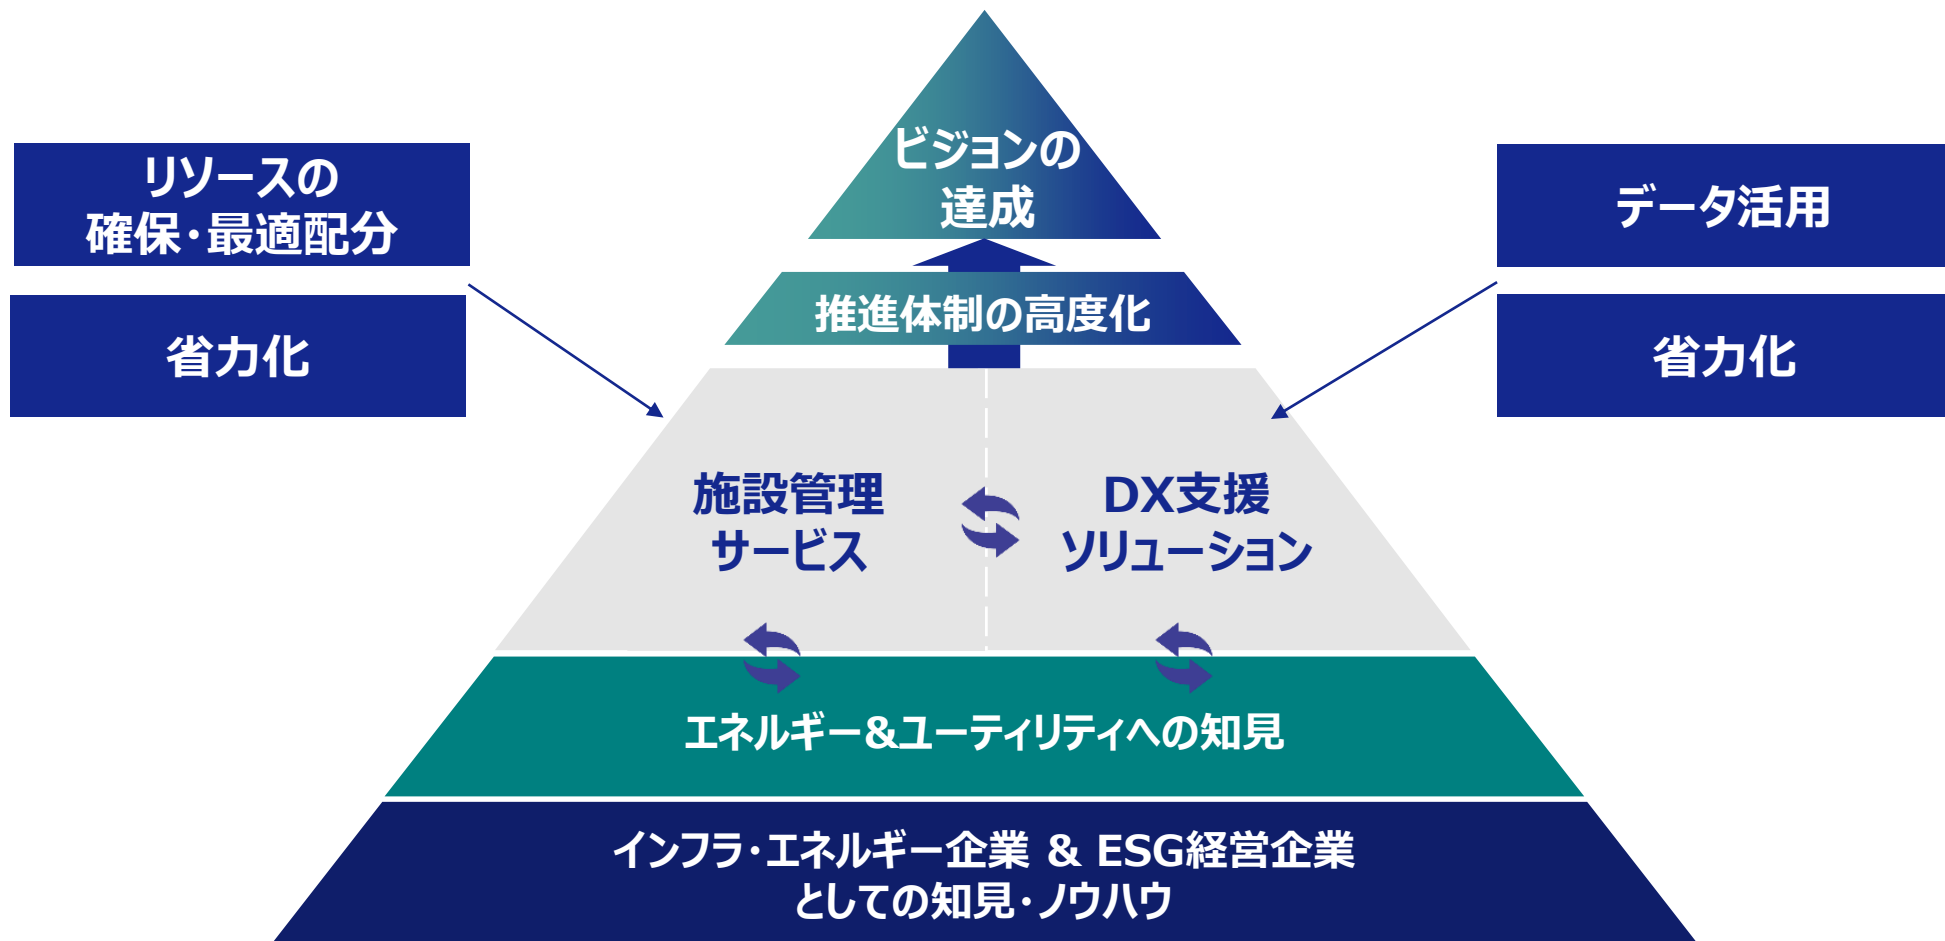 ビジョンの
達成
リソースの
確保・最適配分
データ活用
推進体制の高度化
省力化
省力化
施設管理
サービス
DX支援
ソリューション
エネルギー&ユーティリティへの知見
インフラ・エネルギー企業 & ESG経営企業
としての知見・ノウハウ